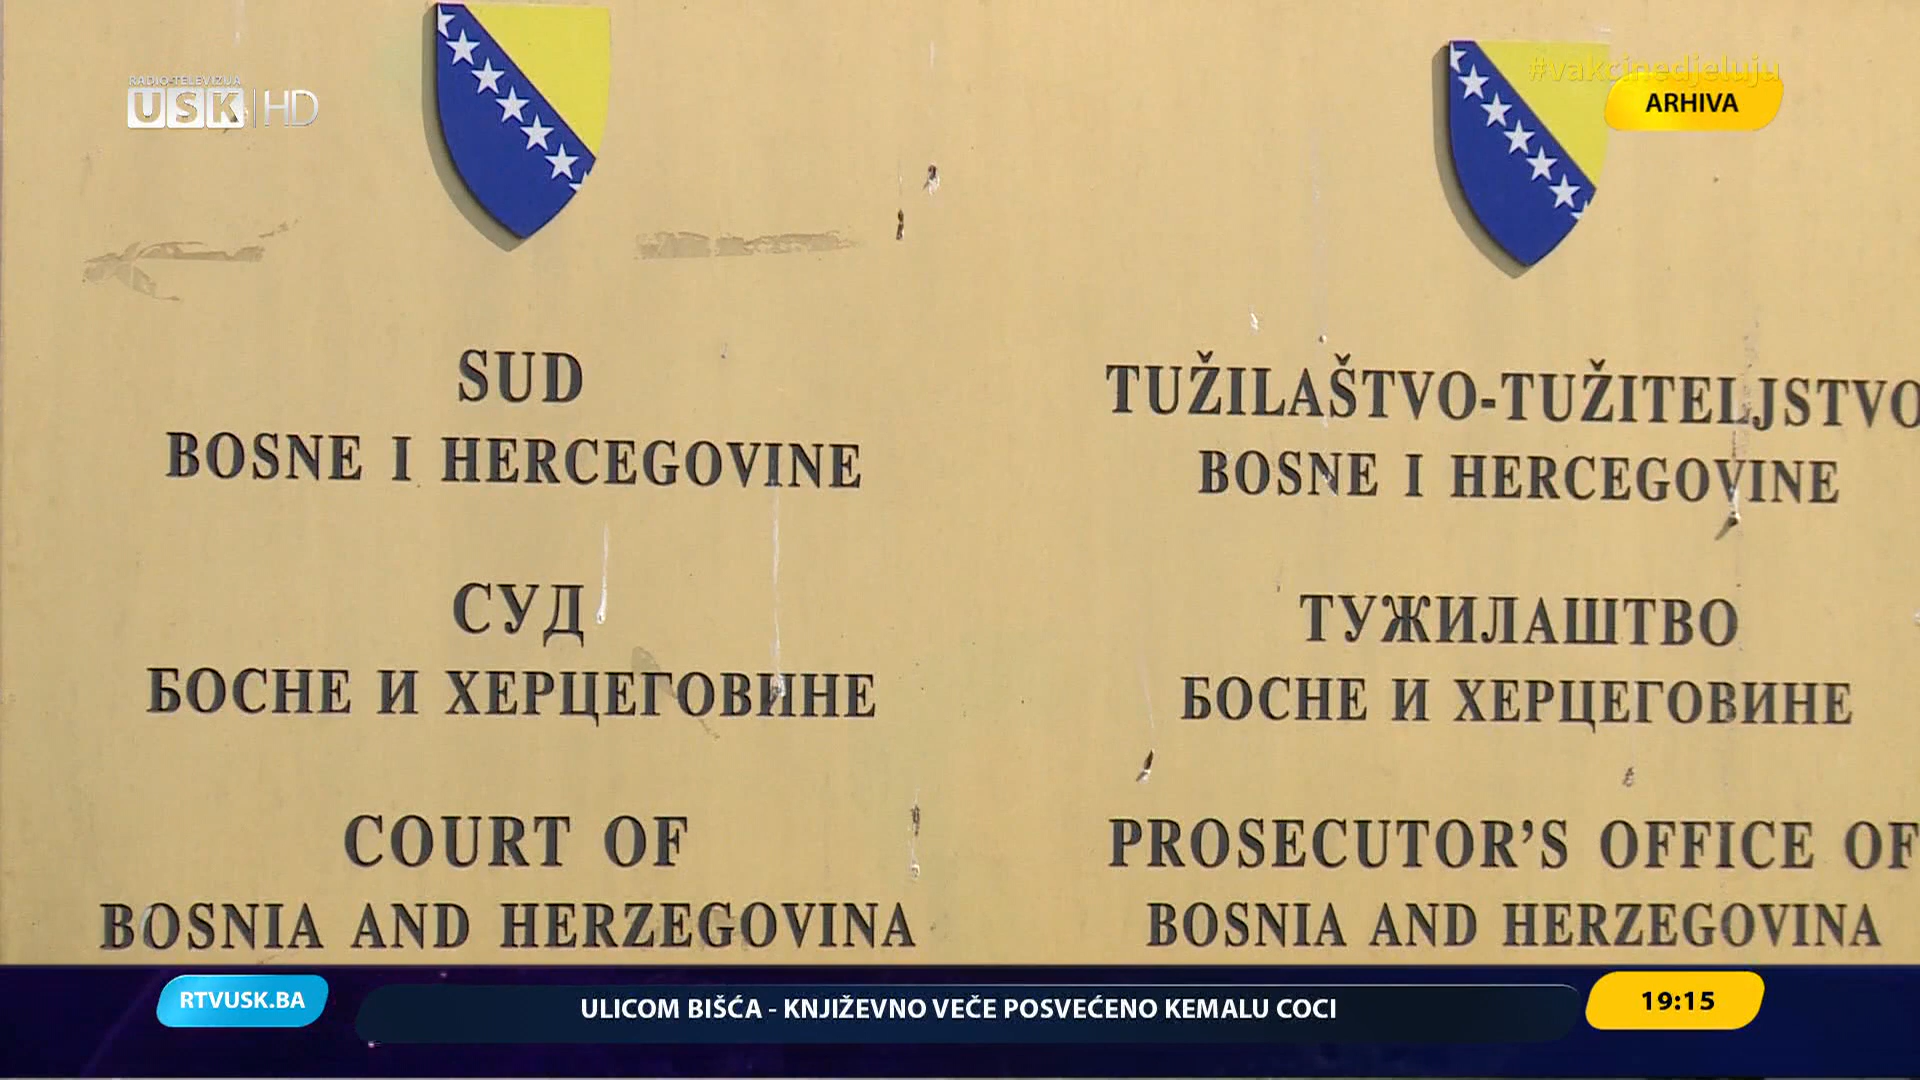 RADIO-TELEVIZIJA
USK HD
#vakcinedjeluju
ARHIVA
SUD
BOSNE I HERCEGOVINE
СУД
БОСНЕ И ХЕРЦЕГОВИНЕ
COURT OF
BOSNIA AND HERZEGOVINA
TUŽILAŠTVO-TUŽITELJSTVO
BOSNE I HERCEGOVINE
ТУЖИЛАШТВО
БОСНЕ И ХЕРЦЕГОВИНЕ
PROSECUTOR'S OFFICE OF
BOSNIA AND HERZEGOVINA
RTVUSK.BA
ULICOM BIŠĆA - KNJIŽEVNO VEČE POSVEĆENO KEMALU COCI
19:15